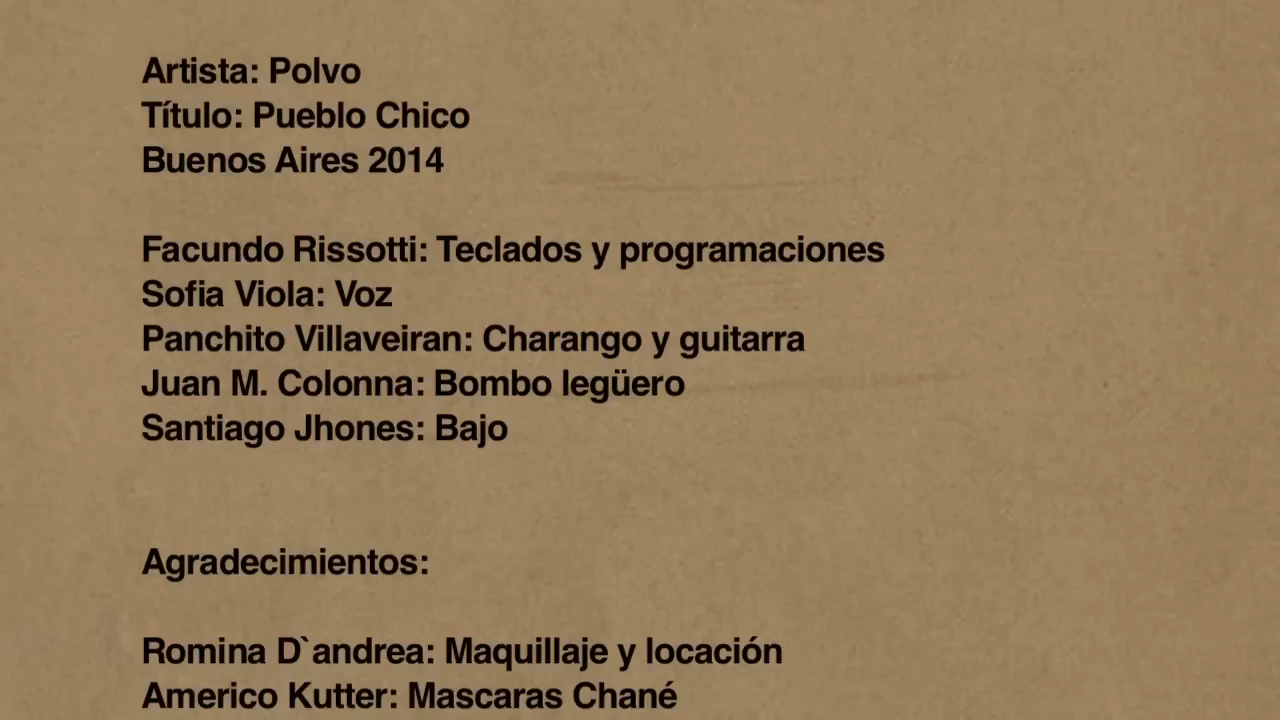 Artista: Polvo
Título: Pueblo Chico
Buenos Aires 2014
Facundo Rissotti: Teclados y programaciones
Sofia Viola: Voz
Panchito Villaveiran: Charango y guitarra
Juan M. Colonna: Bombo legüero
Santiago Jhones: Bajo
Agradecimientos:
Romina D`andrea: Maquillaje y locación
Americo Kutter: Mascaras Chané